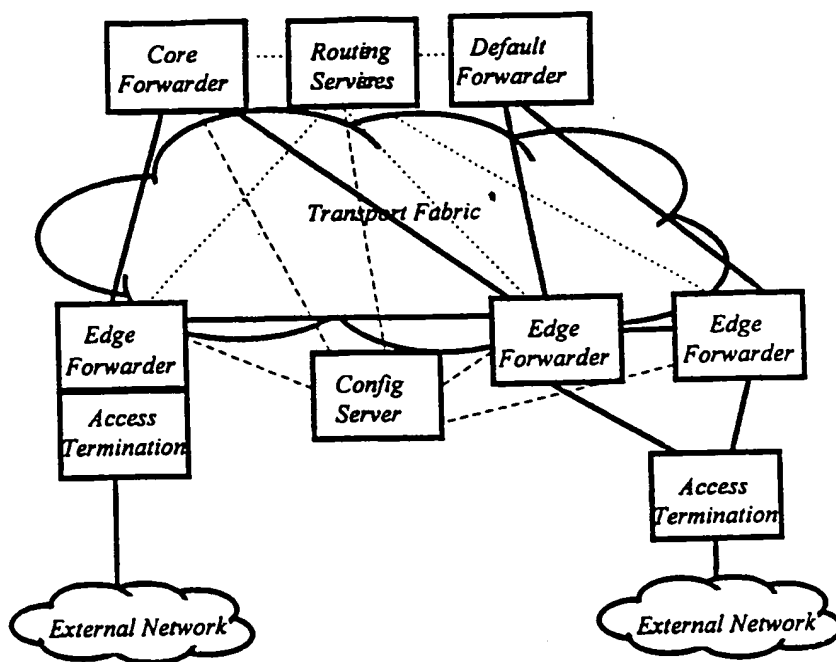 Core
Forwarder
Routing
Services
Default
Forwarder
Transport Fabric
Edge
Forwarder
Edge
Forwarder
Edge
Forwarder
Config
Server
Access
Termination
Access
Termination
External Network
External Network